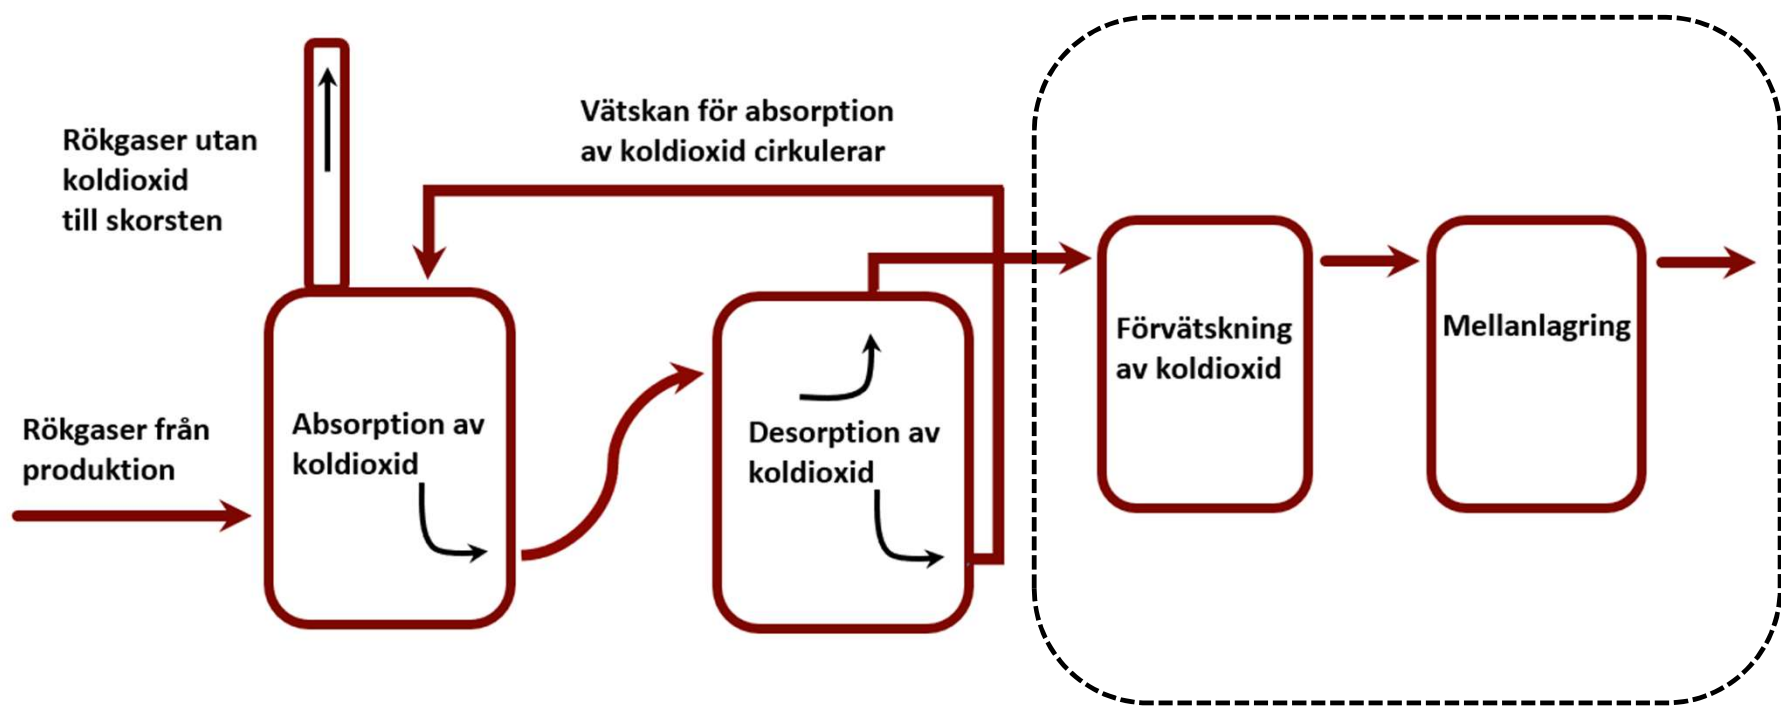 Rökgaser utan
koldioxid
till skorsten
Vätskan för absorption
av koldioxid cirkulerar
Rökgaser från
produktion
Absorption av
koldioxid
Desorption av
koldioxid
Förvätskning
av koldioxid
Mellanlagring